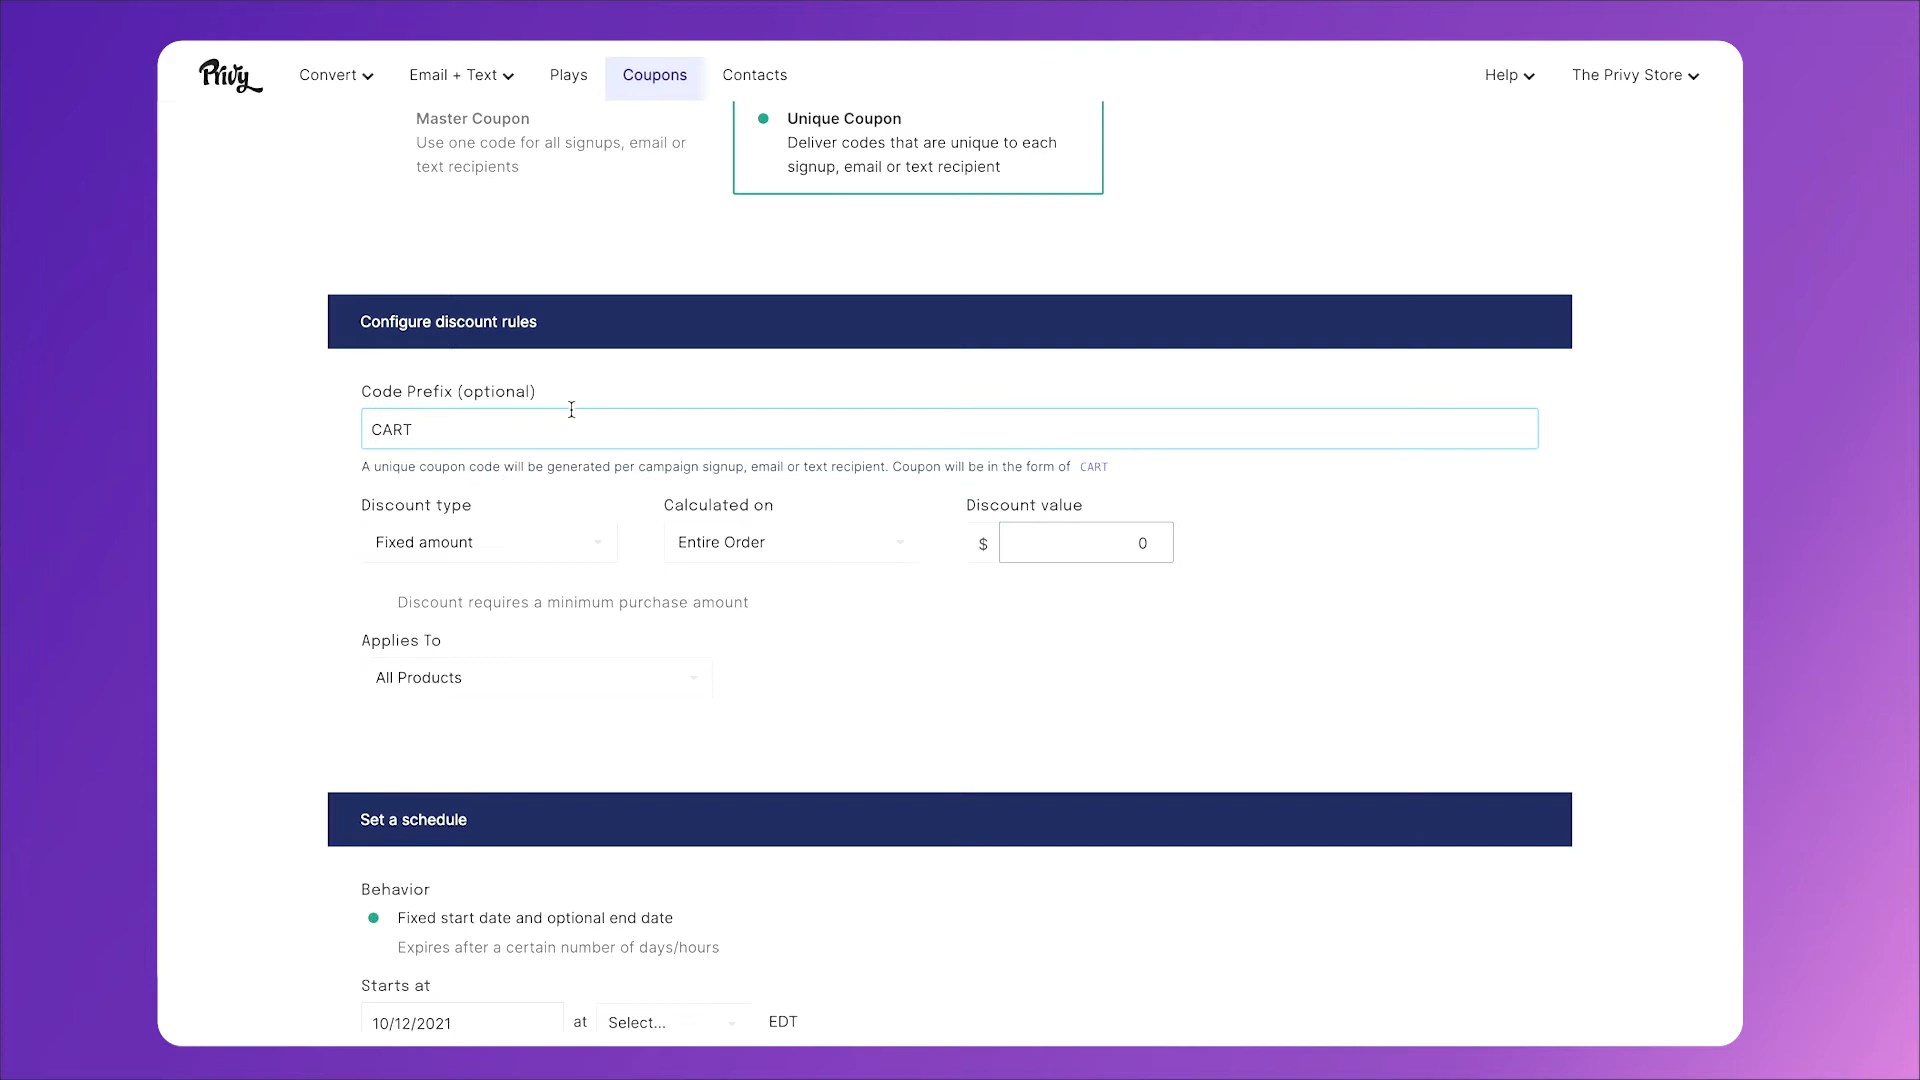 Privy
Convert
Email + Text
Plays
Coupons
Contacts
Help
The Privy Store
Master Coupon
Use one code for all signups, email or
text recipients
Unique Coupon
Deliver codes that are unique to each
signup, email or text recipient
Configure discount rules
Code Prefix (optional)
CART
A unique coupon code will be generated per campaign signup, email or text recipient. Coupon will be in the form of CART
Discount type
Calculated on
Discount value
Fixed amount
Entire Order
$ 0
Discount requires a minimum purchase amount
Applies To
All Products
Set a schedule
Behavior
Fixed start date and optional end date
Expires after a certain number of days/hours
Starts at
10/12/2021 at Select... EDT